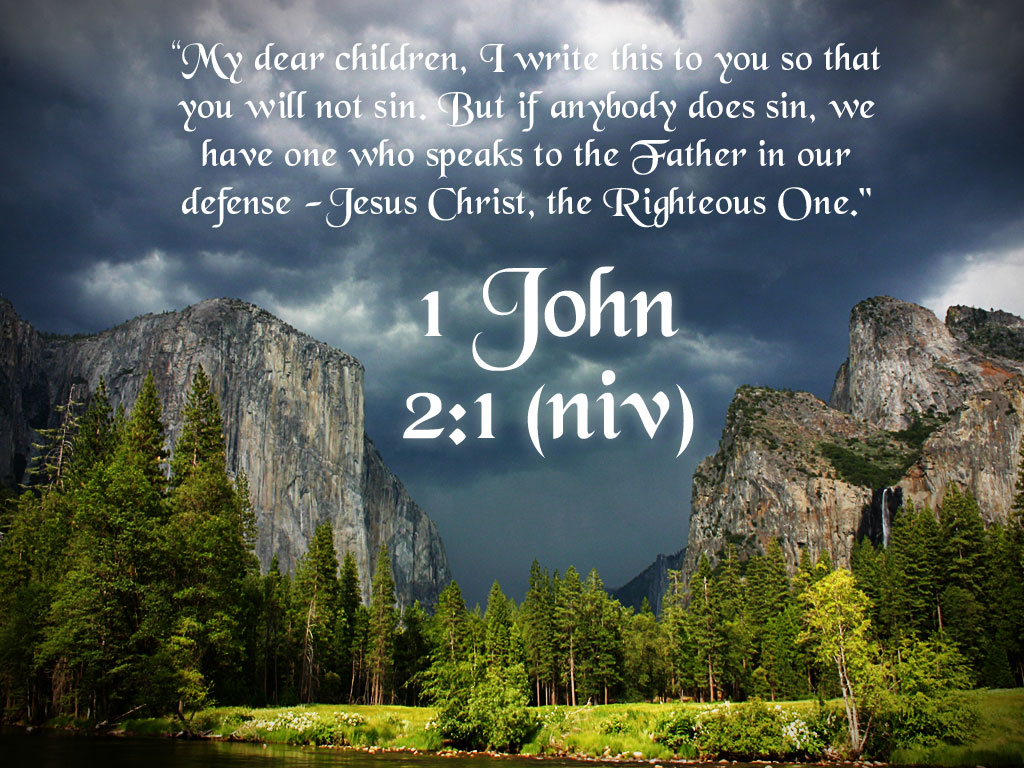 “My dear children, I write this to you so that
you will not sin. But if anybody does sin, we
have one who speaks to the Father in our
defense -Jesus Christ, the Righteous One."
1 John
2:1 (niv)